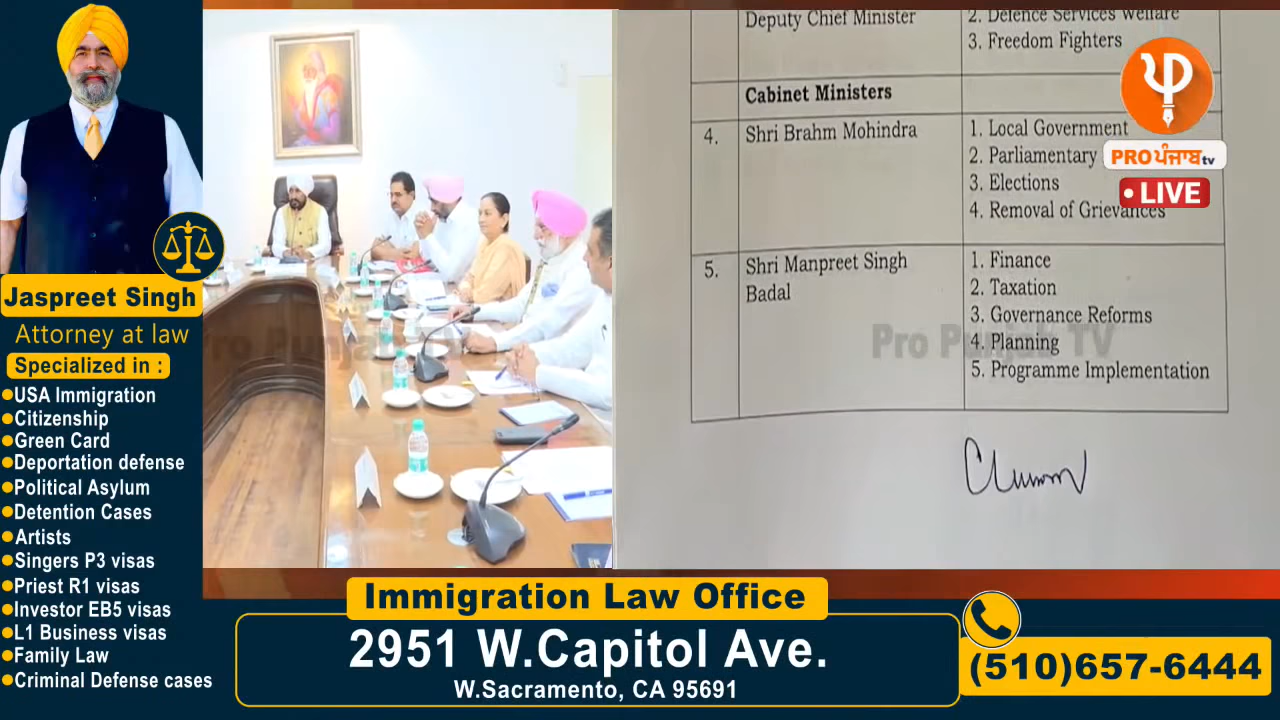 Jaspreet Singh
Attorney at law
Specialized in :
USA Immigration
Citizenship
Green Card
Deportation defense
Political Asylum
Detention Cases
Artists
Singers P3 visas
Priest R1 visas
Investor EB5 visas
L1 Business visas
Family Law
Criminal Defense cases
Pro Punjab TV
Deputy Chief Minister
2. Defence Services Welfare
3. Freedom Fighters
Cabinet Ministers
4. Shri Brahm Mohindra
1. Local Government
2. Parliamentary
3. Elections
4. Removal of Grievances
5. Shri Manpreet Singh
Badal
1. Finance
2. Taxation
3. Governance Reforms
4. Planning
5. Programme Implementation
Pro Punjab TV
PRO ਪੰਜਾਬ tv
LIVE
Immigration Law Office
2951 W.Capitol Ave.
W.Sacramento, CA 95691
(510)657-6444